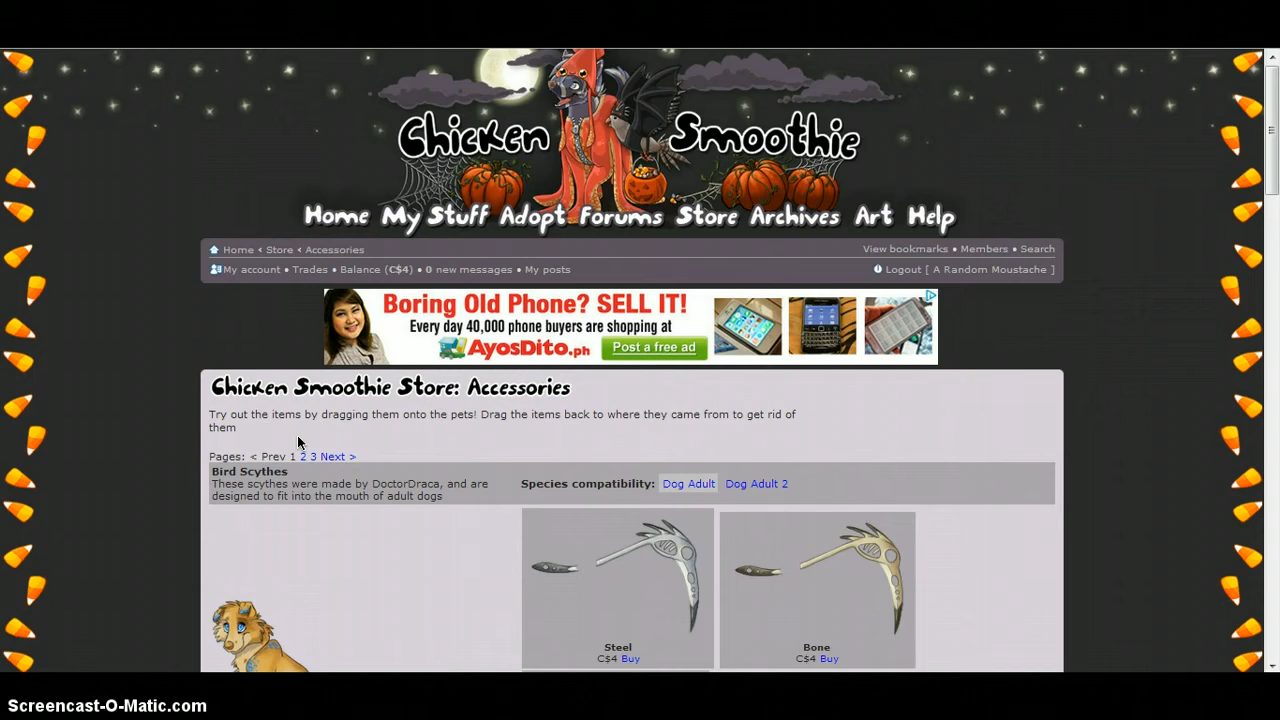 Chicken Smoothie
Home My Stuff Adopt Forums Store Archives Art Help
Home ‹ Store ‹ Accessories
View bookmarks • Members • Search
My account • Trades • Balance (C$4) • 0 new messages • My posts
Logout [ A Random Moustache ]
Boring Old Phone? SELL IT!
Every day 40,000 phone buyers are shopping at
AyosDito.ph Post a free ad
Chicken Smoothie Store: Accessories
Try out the items by dragging them onto the pets! Drag the items back to where they came from to get rid of
them
Pages: < Prev 1 2 3 Next >
Bird Scythes
These scythes were made by DoctorDraca, and are
designed to fit into the mouth of adult dogs
Species compatibility: Dog Adult Dog Adult 2
Steel
C$4 Buy
Bone
C$4 Buy
Screencast-O-Matic.com